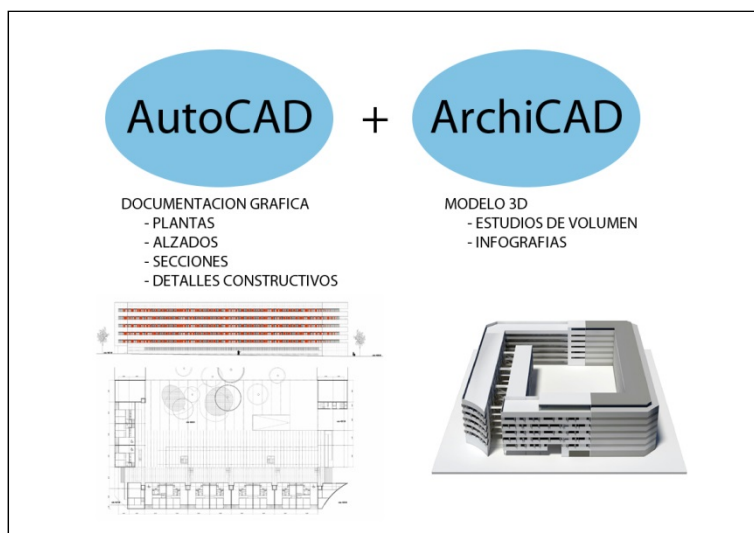 AutoCAD + ArchiCAD
DOCUMENTACION GRAFICA
- PLANTAS
- ALZADOS
- SECCIONES
- DETALLES CONSTRUCTIVOS
MODELO 3D
- ESTUDIOS DE VOLUMEN
- INFOGRAFIAS